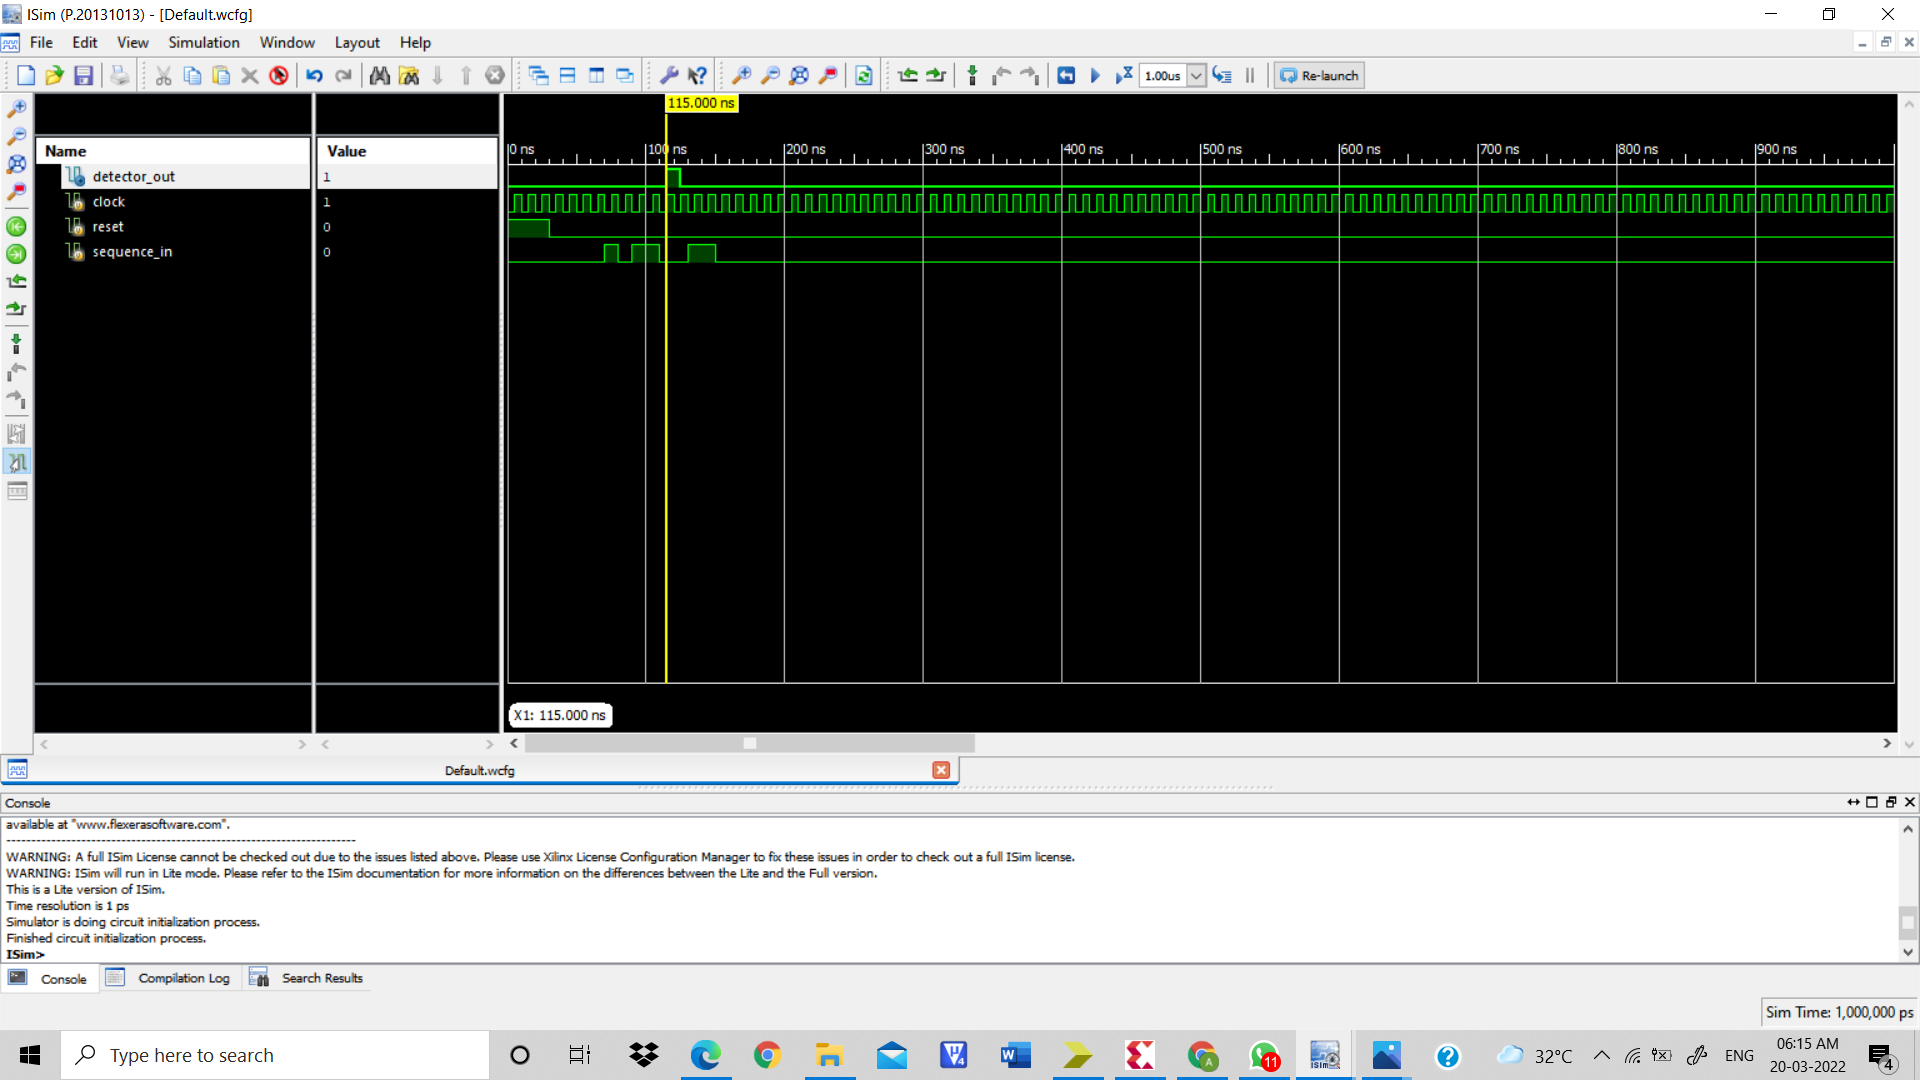 ISim (P.20131013) - [Default.wcfg]
File Edit View Simulation Window Layout Help
1.00us Re-launch
115.000 ns
Name Value
0 ns 100 ns 200 ns 300 ns 400 ns 500 ns 600 ns 700 ns 800 ns 900 ns
detector_out 1
clock 1
reset 0
sequence_in 0
X1: 115.000 ns
Default.wcfg
Console
available at "www.flexerasoftware.com".
----------------------------------------------------------------------
WARNING: A full ISim License cannot be checked out due to the issues listed above. Please use Xilinx License Configuration Manager to fix these issues in order to check out a full ISim license.
WARNING: ISim will run in Lite mode. Please refer to the ISim documentation for more information on the differences between the Lite and the Full version.
This is a Lite version of ISim.
Time resolution is 1 ps
Simulator is doing circuit initialization process.
Finished circuit initialization process.
ISim>
Console Compilation Log Search Results
Sim Time: 1,000,000 ps
Type here to search
11
32°C ENG
06:15 AM
20-03-2022
4